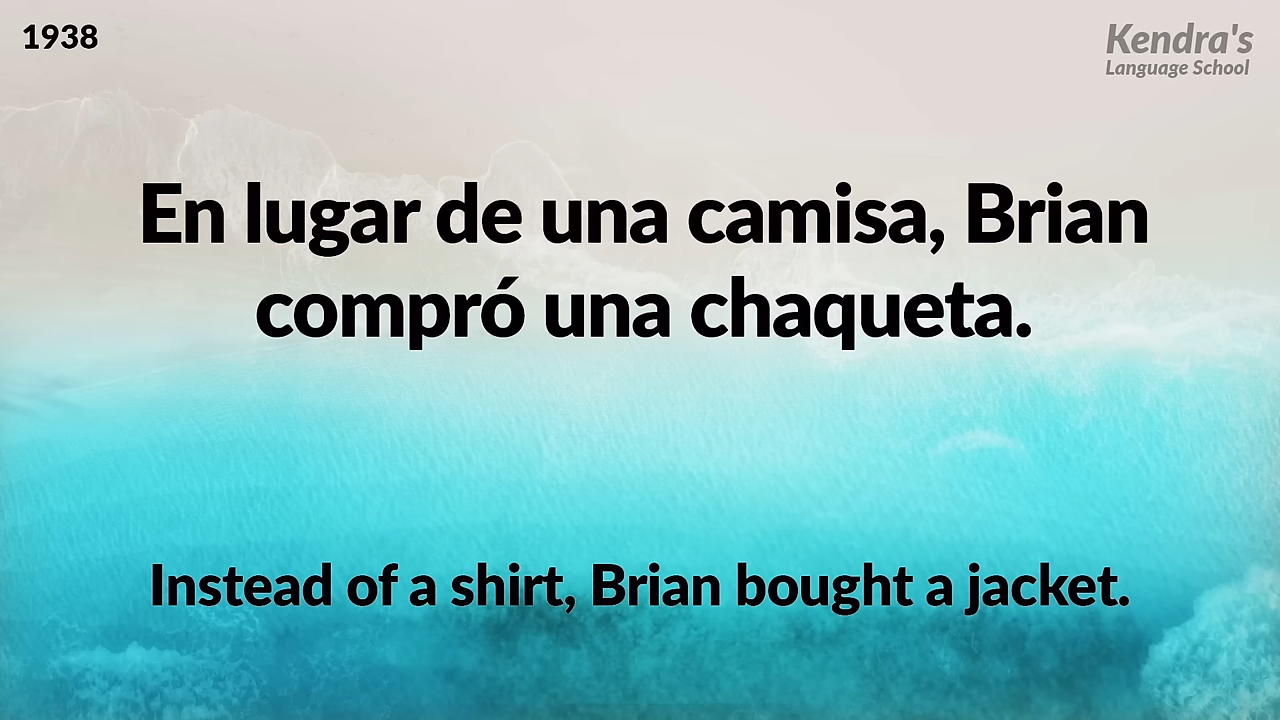 1938
Kendra's
Language School
En lugar de una camisa, Brian
compró una chaqueta.
Instead of a shirt, Brian bought a jacket.